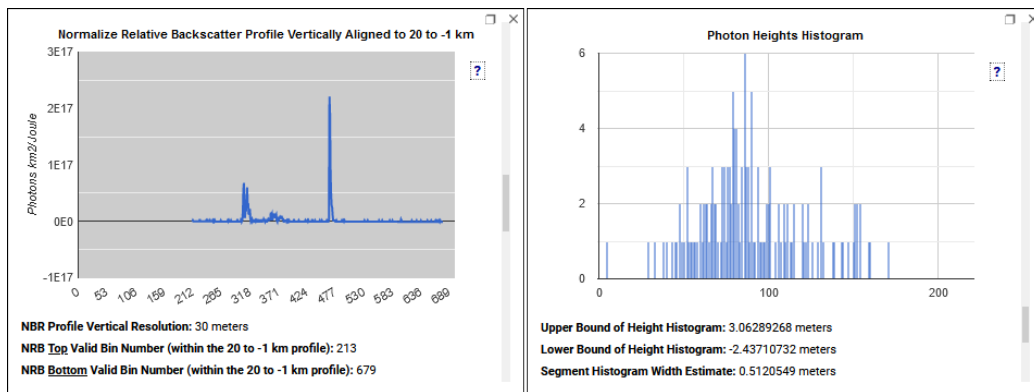 Normalize Relative Backscatter Profile Vertically Aligned to 20 to -1 km
3E17
2E17
1E17
0E0
-1E17
Photons km2/Joule
0 53 106 159 212 265 318 371 424 477 530 583 636 689
?
NBR Profile Vertical Resolution: 30 meters
NRB Top Valid Bin Number (within the 20 to -1 km profile): 213
NRB Bottom Valid Bin Number (within the 20 to -1 km profile): 679
Photon Heights Histogram
6
4
2
0
0 100 200
?
Upper Bound of Height Histogram: 3.06289268 meters
Lower Bound of Height Histogram: -2.43710732 meters
Segment Histogram Width Estimate: 0.5120549 meters